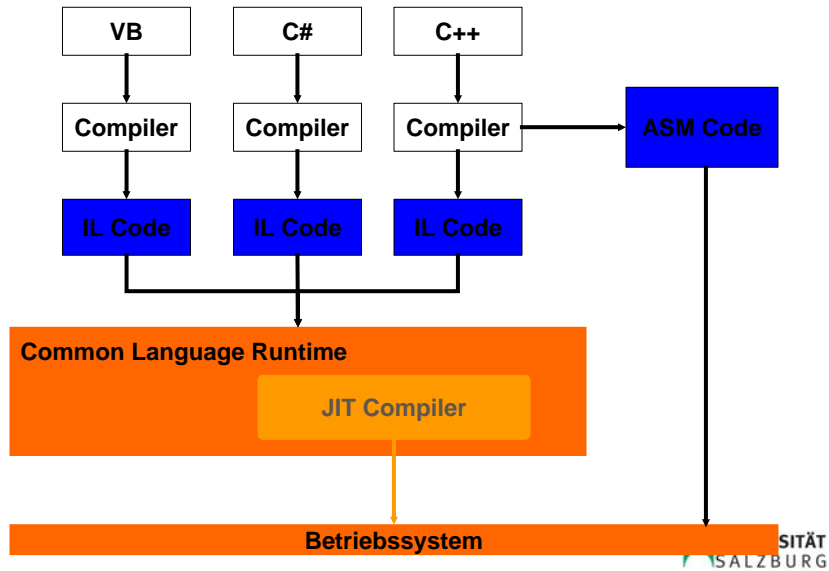 VB
C#
C++
Compiler
Compiler
Compiler
ASM Code
IL Code
IL Code
IL Code
Common Language Runtime
JIT Compiler
Betriebssystem
SITÄT
SALZBURG